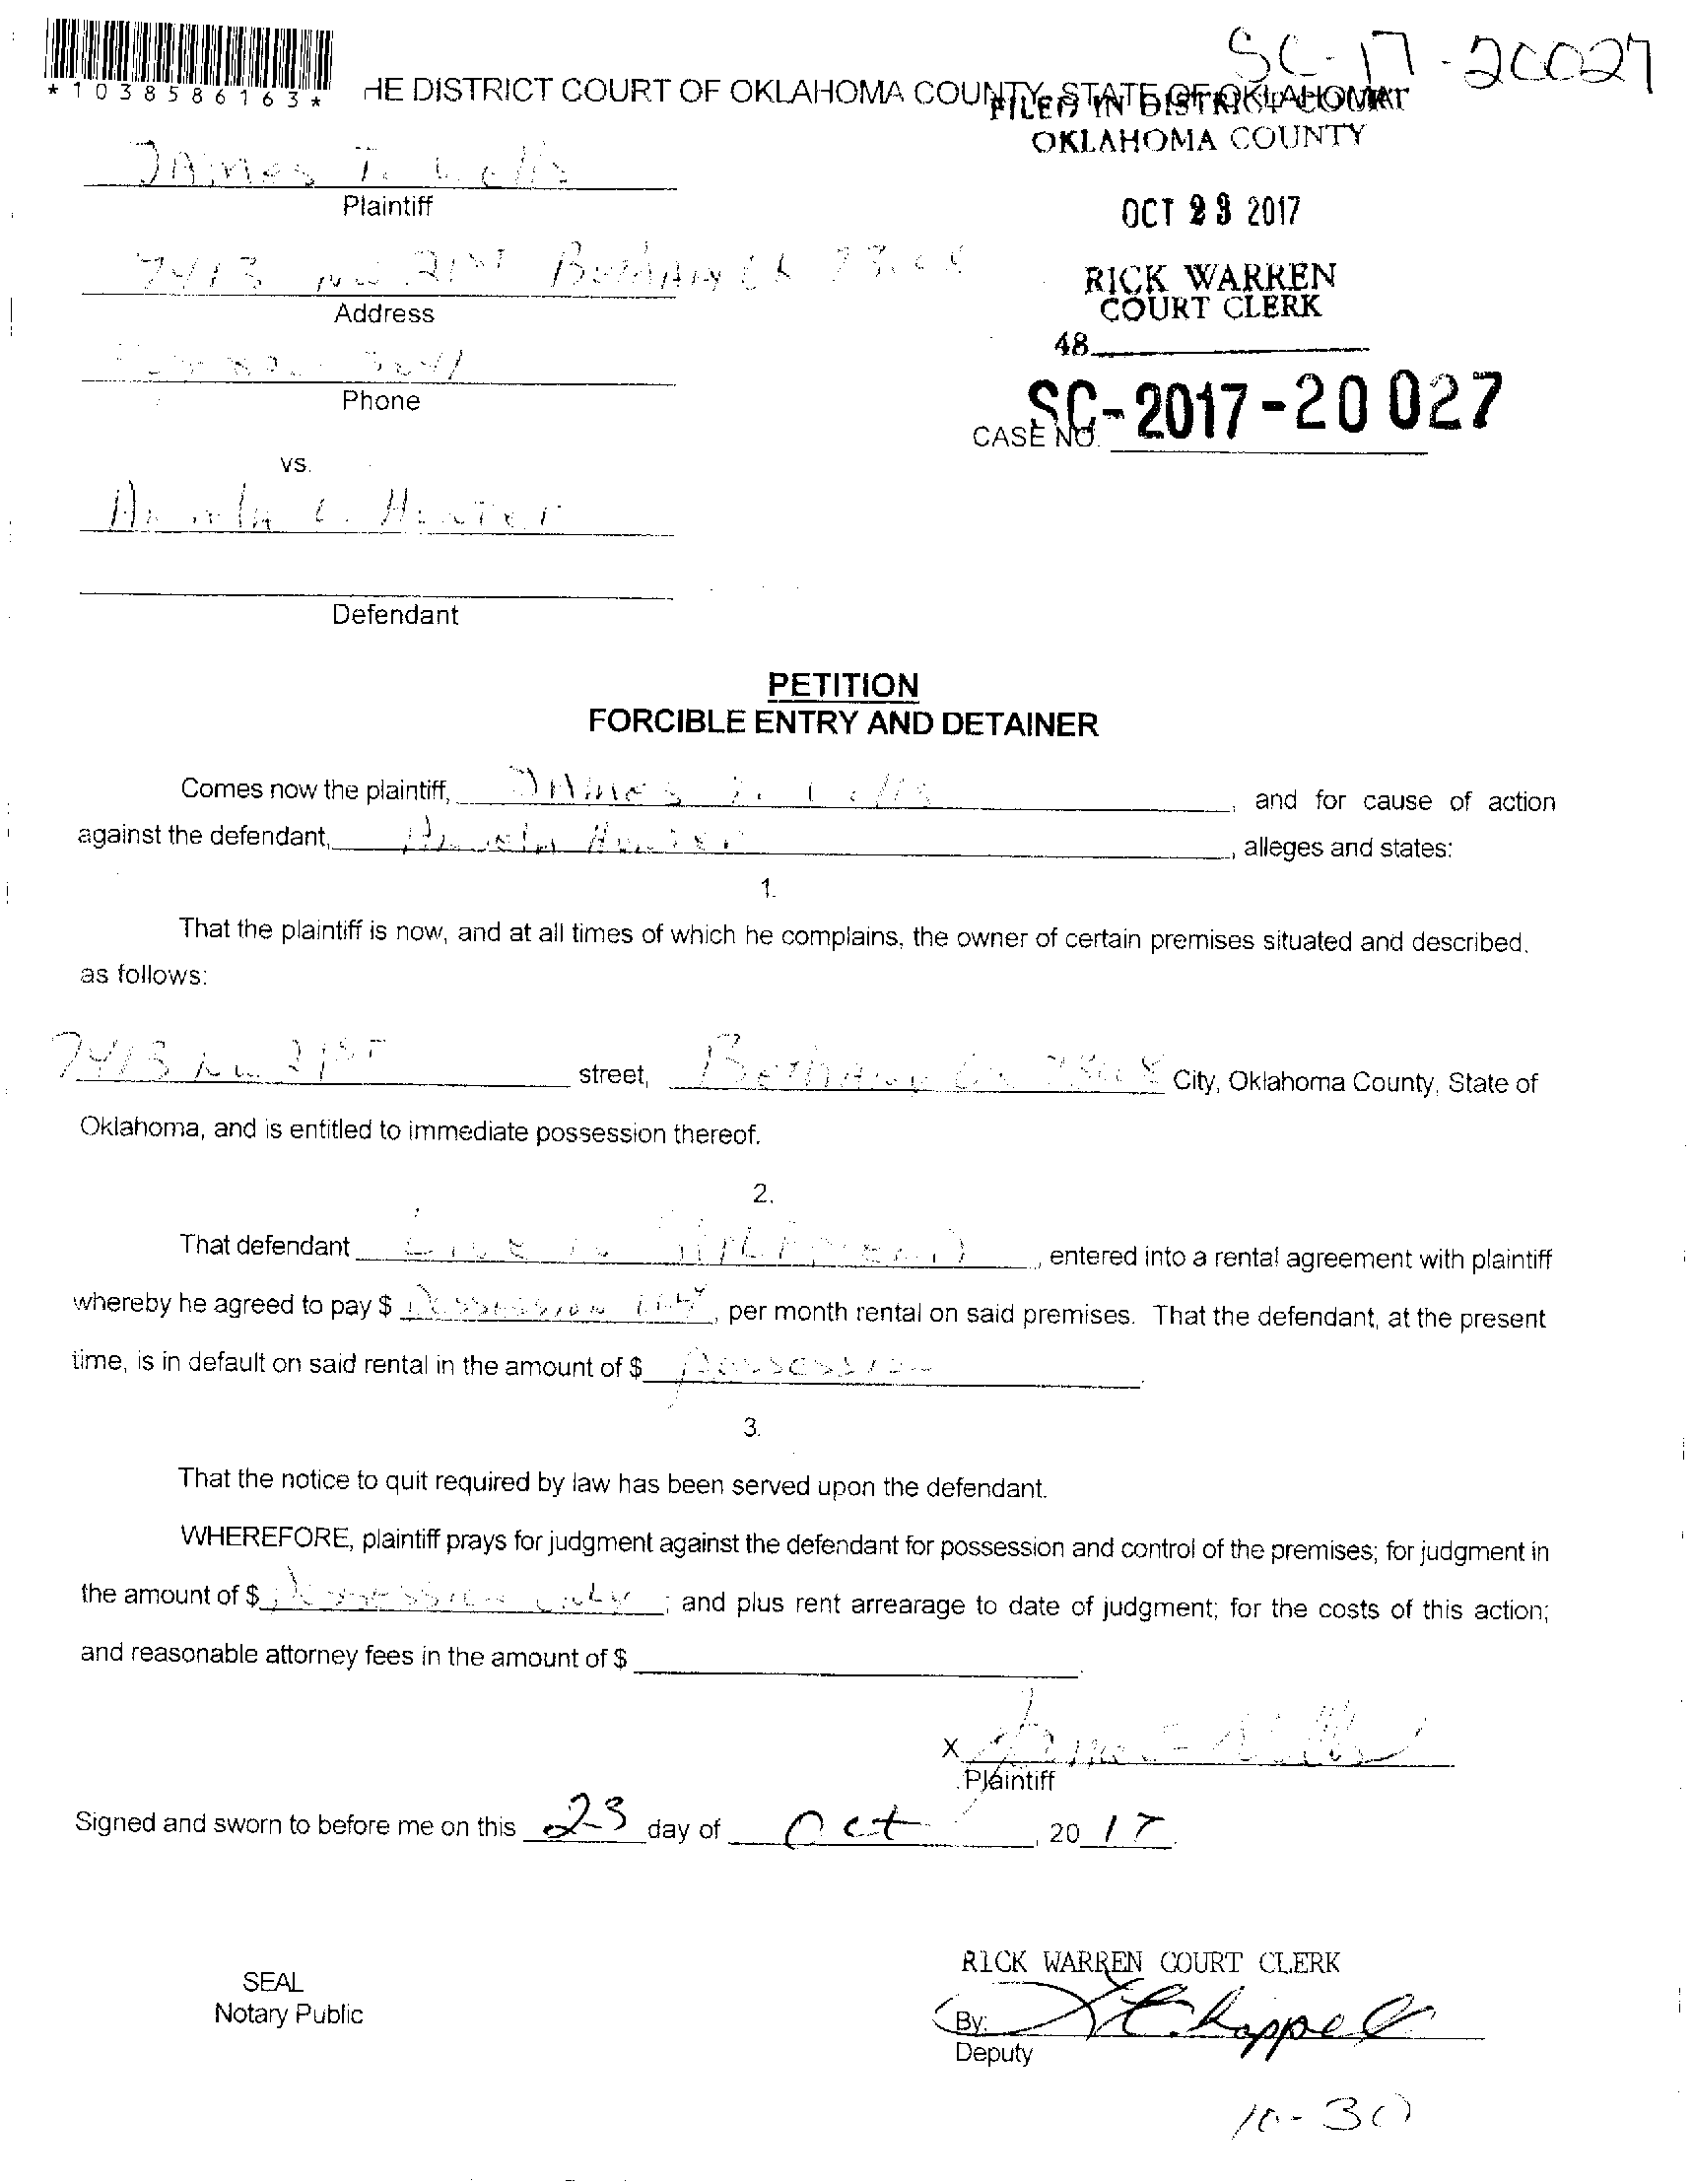 SC-17-20027
*1038586163*
HE DISTRICT COURT OF OKLAHOMA COUNTY, STATE OF OKLAHOMA
FILED IN DISTRICT COURT
OKLAHOMA COUNTY
James T. Wells
Plaintiff
OCT 23 2017
7413 NW 21ST Bethany OK 73008
Address
RICK WARREN
COURT CLERK
48
Phone
CASE NO. SC-2017-20027
vs.
Hunter
Defendant
PETITION
FORCIBLE ENTRY AND DETAINER
Comes now the plaintiff, James T. Wells, and for cause of action
against the defendant, Hunter, alleges and states:
1.
That the plaintiff is now, and at all times of which he complains, the owner of certain premises situated and described.
as follows:
7413 NW 21ST street, Bethany OK 73008 City, Oklahoma County, State of
Oklahoma, and is entitled to immediate possession thereof.
2.
That defendant Live in, entered into a rental agreement with plaintiff
whereby he agreed to pay $ Possession only, per month rental on said premises. That the defendant, at the present
time, is in default on said rental in the amount of $ Possession
3.
That the notice to quit required by law has been served upon the defendant.
WHEREFORE, plaintiff prays for judgment against the defendant for possession and control of the premises; for judgment in
the amount of $ Possession only; and plus rent arrearage to date of judgment; for the costs of this action;
and reasonable attorney fees in the amount of $
X James Wells
Plaintiff
Signed and sworn to before me on this 23 day of Oct, 2017.
RICK WARREN COURT CLERK
SEAL
Notary Public
By:
Deputy
10-30